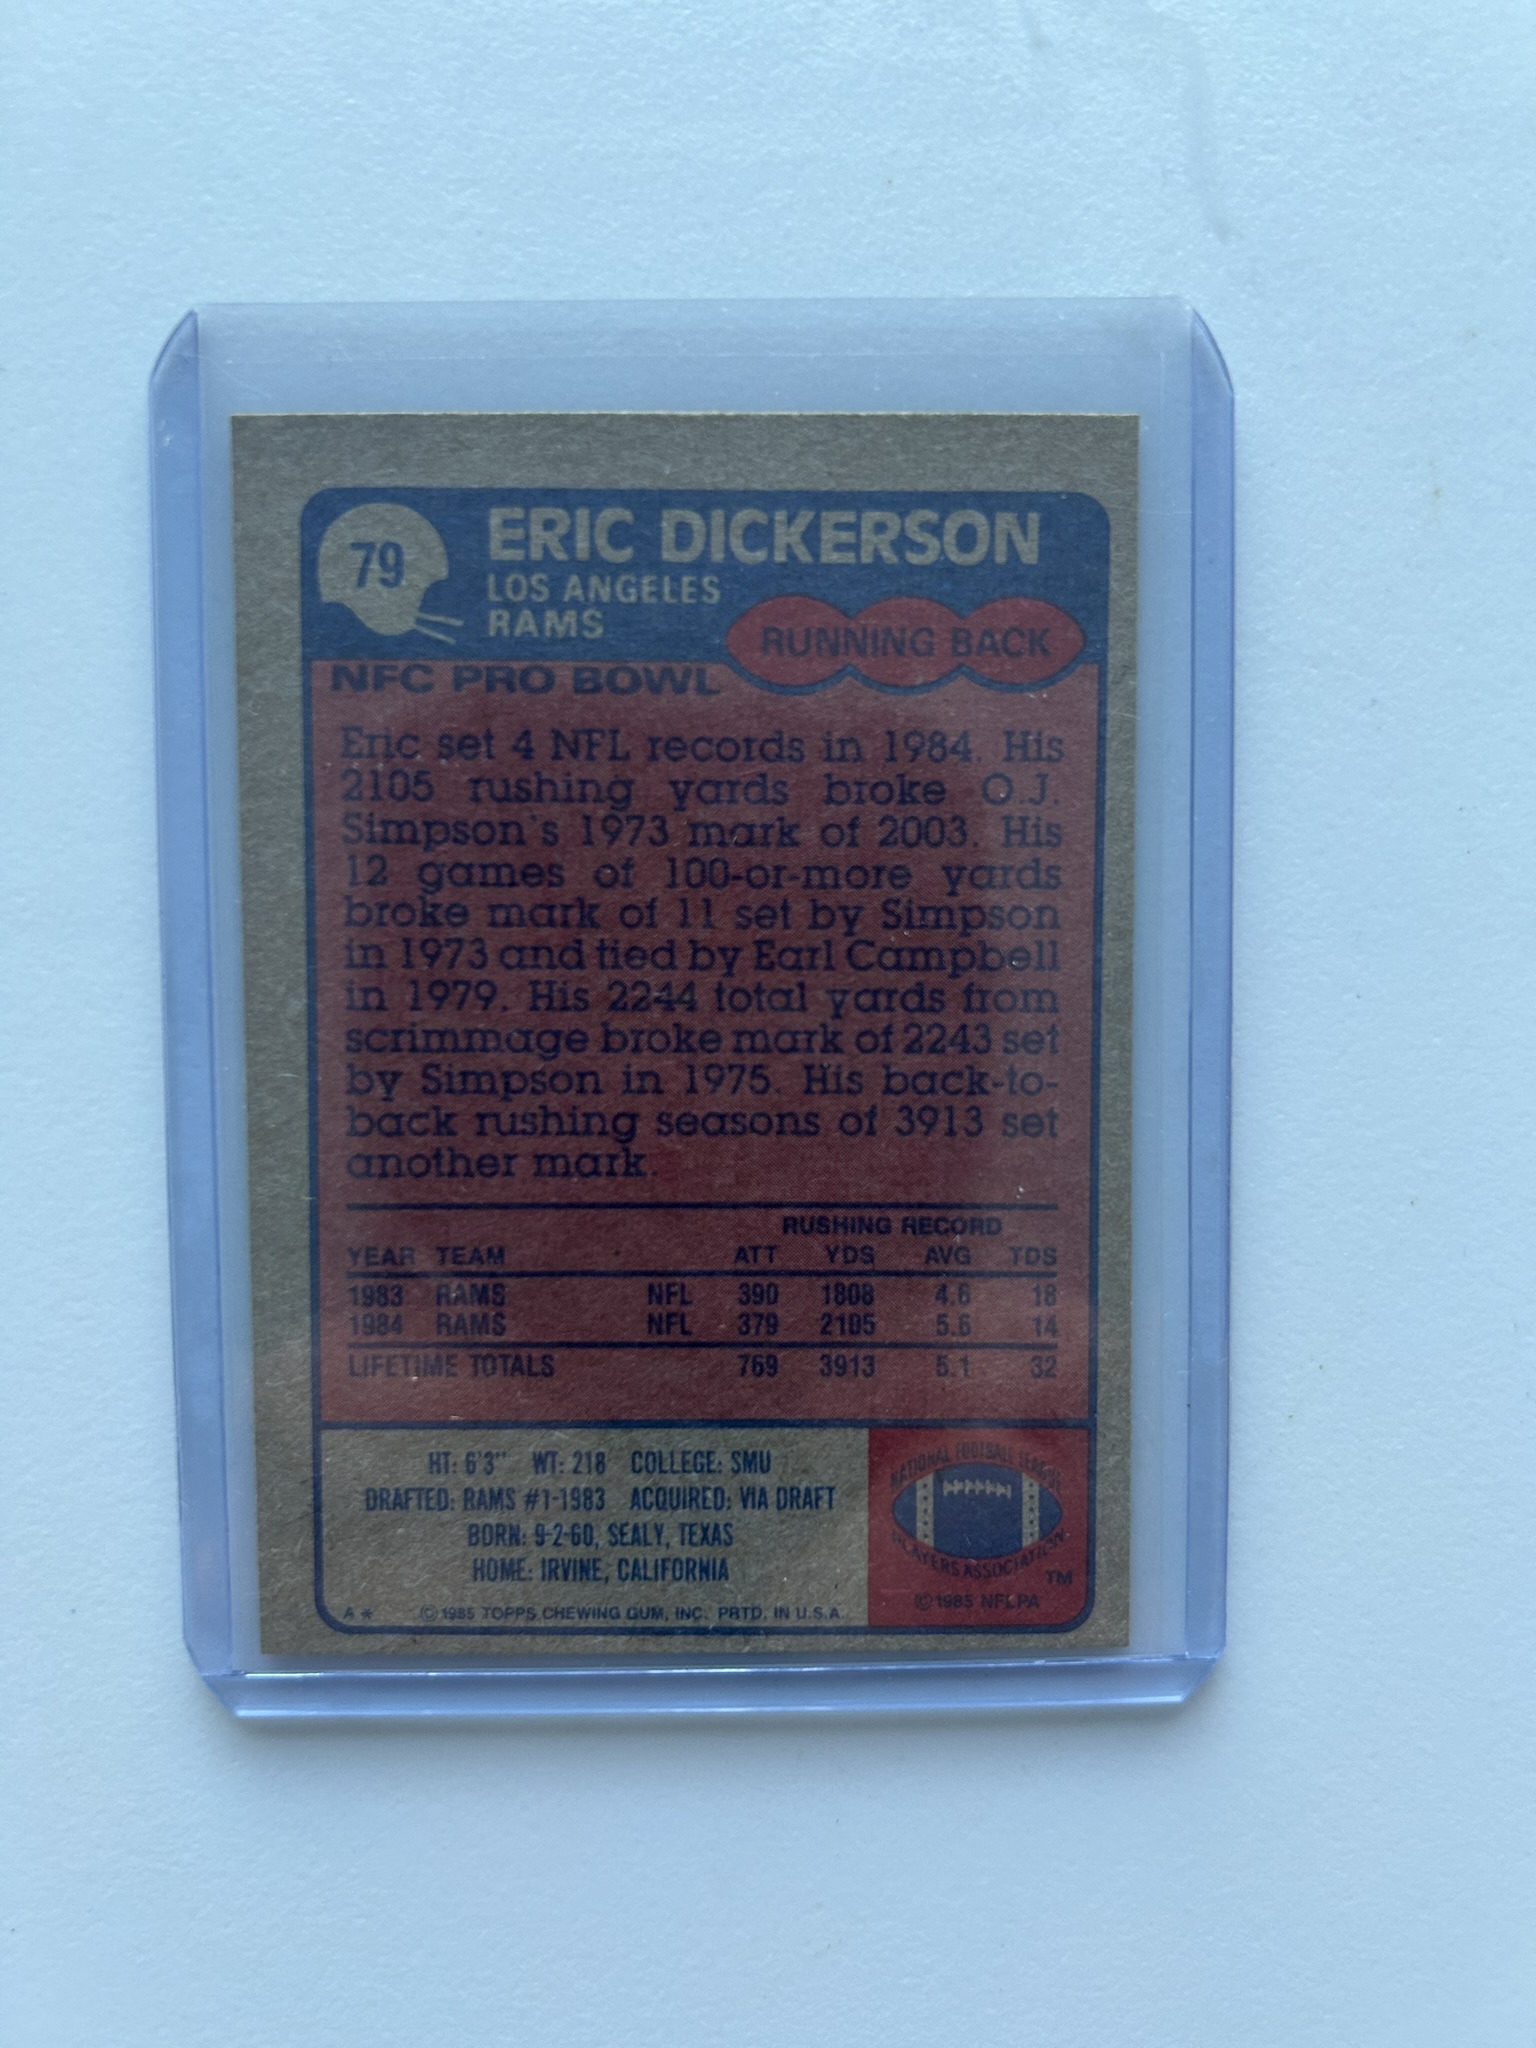 79
ERIC DICKERSON
LOS ANGELES
RAMS
RUNNING BACK
NFC PRO BOWL
Eric set 4 NFL records in 1984. His
2105 rushing yards broke O.J.
Simpson's 1973 mark of 2003. His
12 games of 100-or-more yards
broke mark of 11 set by Simpson
in 1973 and tied by Earl Campbell
in 1979. His 2244 total yards from
scrimmage broke mark of 2243 set
by Simpson in 1975. His back-to-
back rushing seasons of 3913 set
another mark.
RUSHING RECORD
YEAR TEAM ATT YDS AVG TDS
1983 RAMS NFL 390 1808 4.6 18
1984 RAMS NFL 379 2105 5.6 14
LIFETIME TOTALS 769 3913 5.1 32
HT: 6'3" WT: 218 COLLEGE: SMU
DRAFTED: RAMS #1-1983 ACQUIRED: VIA DRAFT
BORN: 9-2-60, SEALY, TEXAS
HOME: IRVINE, CALIFORNIA
A* ©1985 TOPPS CHEWING GUM, INC. PRTD. IN U.S.A.
NATIONAL FOOTBALL LEAGUE
PLAYERS ASSOCIATION
TM
©1985 NFLPA